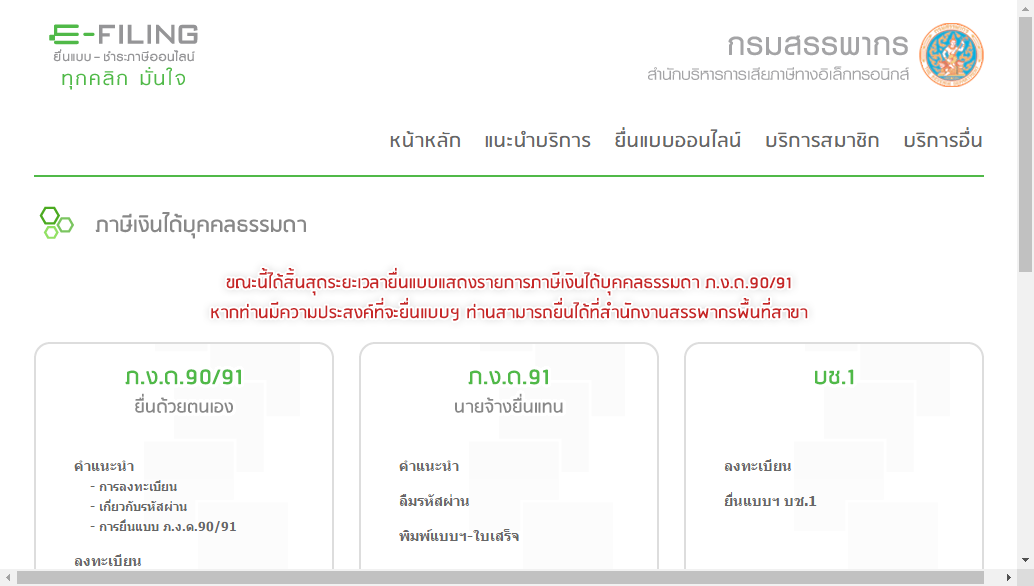 E-FILING
ยื่นแบบ - ชำระภาษีออนไลน์
ทุกคลิก มั่นใจ
กรมสรรพากร
สำนักบริหารการเสียภาษีทางอิเล็กทรอนิกส์
หน้าหลัก แนะนำบริการ ยื่นแบบออนไลน์ บริการสมาชิก บริการอื่น
ภาษีเงินได้บุคคลธรรมดา
ขณะนี้ได้สิ้นสุดระยะเวลายื่นแบบแสดงรายการภาษีเงินได้บุคคลธรรมดา ภ.ง.ด.90/91
หากท่านมีความประสงค์ที่จะยื่นแบบฯ ท่านสามารถยื่นได้ที่สำนักงานสรรพากรพื้นที่สาขา
ภ.ง.ด.90/91
ยื่นด้วยตนเอง
คำแนะนำ
- การลงทะเบียน
- เกี่ยวกับรหัสผ่าน
- การยื่นแบบ ภ.ง.ด.90/91
ลงทะเบียน
ภ.ง.ด.91
นายจ้างยื่นแทน
คำแนะนำ
ลืมรหัสผ่าน
พิมพ์แบบฯ-ใบเสร็จ
บช.1
ลงทะเบียน
ยื่นแบบฯ บช.1